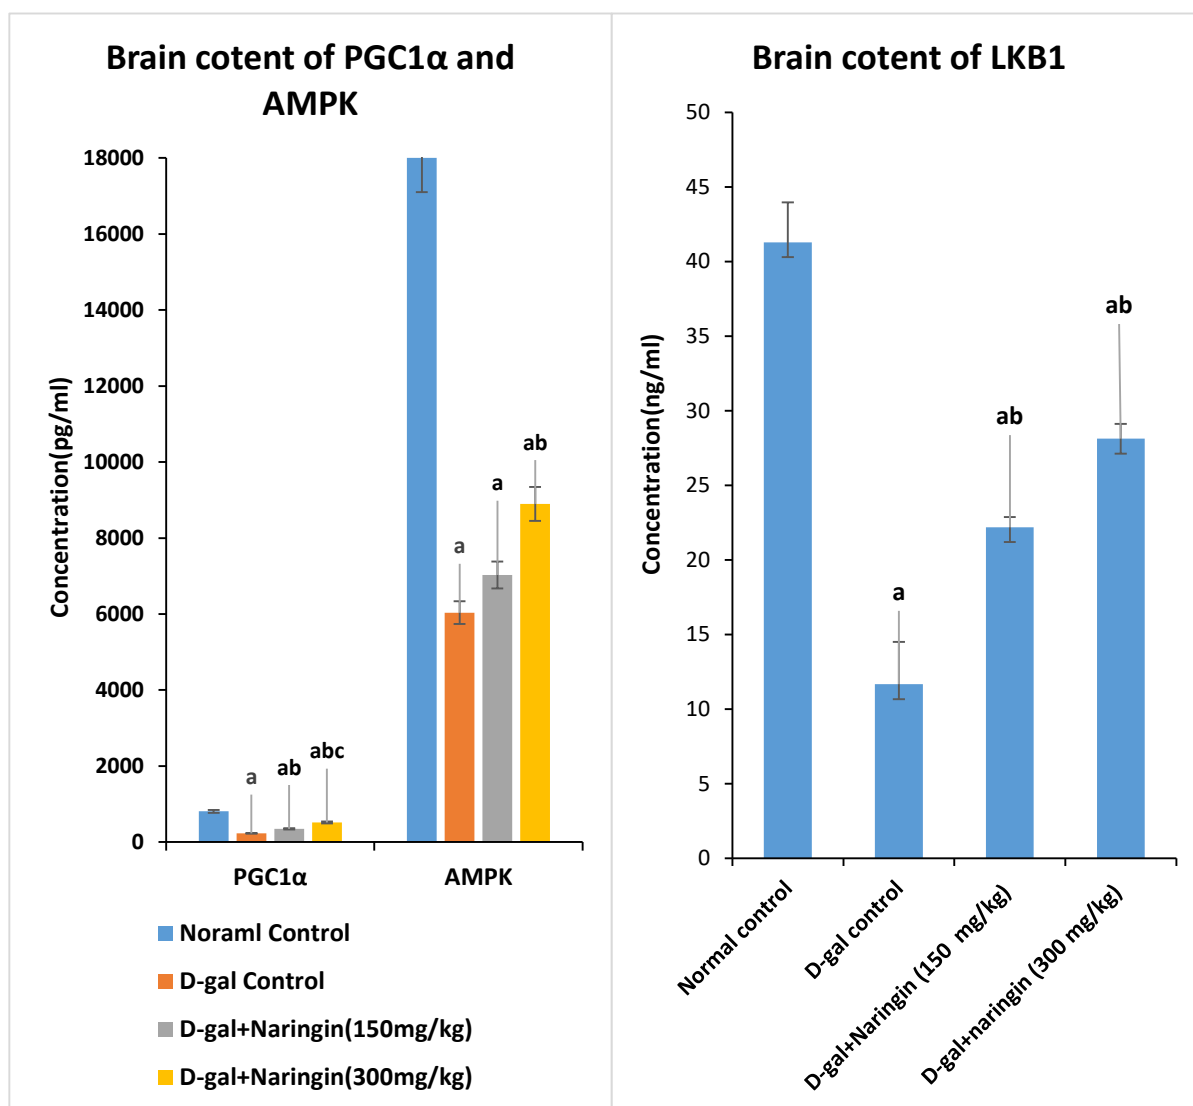 Brain cotent of PGC1α and
AMPK
Concentration(pg/ml)
18000
16000
14000
12000
10000
8000
6000
4000
2000
0
a
ab
abc
a
a
ab
PGC1α
AMPK
Noraml Control
D-gal Control
D-gal+Naringin(150mg/kg)
D-gal+Naringin(300mg/kg)
Brain cotent of LKB1
Concentration(ng/ml)
50
45
40
35
30
25
20
15
10
5
0
a
ab
ab
Normal control
D-gal control
D-gal+Naringin (150 mg/kg)
D-gal+naringin (300 mg/kg)